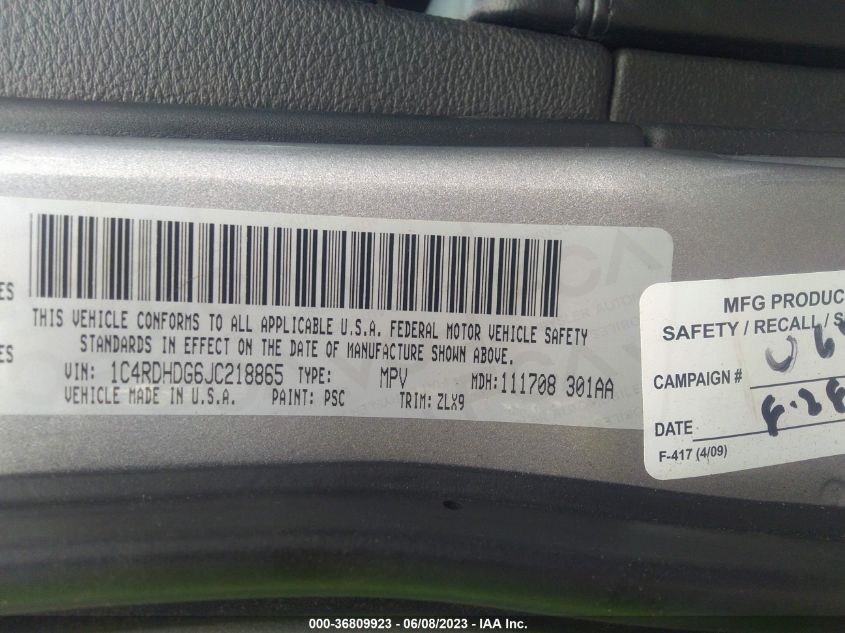 ES
THIS VEHICLE CONFORMS TO ALL APPLICABLE U.S.A. FEDERAL MOTOR VEHICLE SAFETY
ES
STANDARDS IN EFFECT ON THE DATE OF MANUFACTURE SHOWN ABOVE.
VIN: 1C4RDHDG6JC218865 TYPE: MPV MDH:111708 301AA
VEHICLE MADE IN U.S.A. PAINT: PSC TRIM: ZLX9
MFG PRODUC
SAFETY / RECALL / S
CAMPAIGN #
DATE
F-417 (4/09)
000-36809923 - 06/08/2023 - IAA Inc.